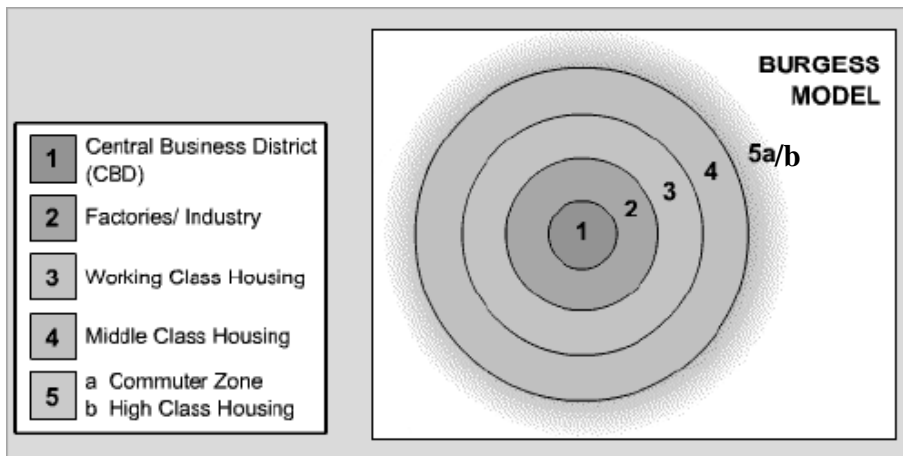 BURGESS
MODEL
1 Central Business District
(CBD)
2 Factories/ Industry
3 Working Class Housing
4 Middle Class Housing
5 a Commuter Zone
b High Class Housing
1
2
3
4
5a/b